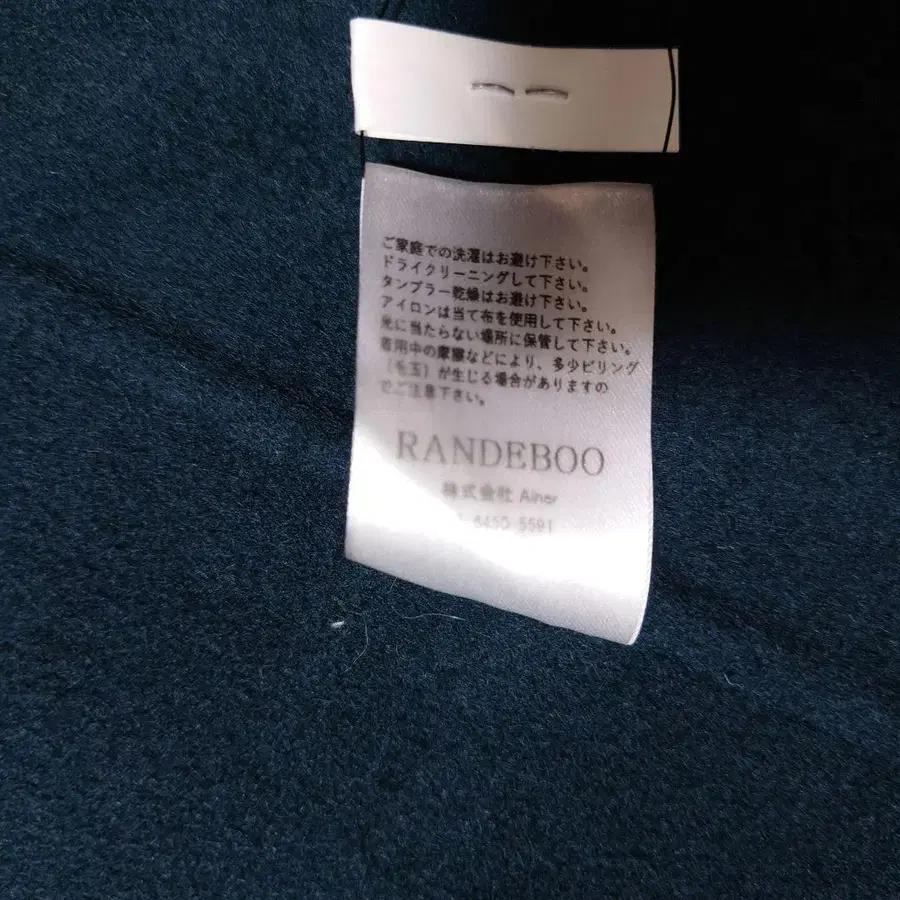 ご家庭での洗濯はお避け下さい。
ドライクリーニングして下さい。
タンブラー乾燥はお避け下さい。
アイロンは当て布を使用して下さい。
光に当たらない場所に保管して下さい。
着用中の摩擦などにより、多少ピリング
(毛玉)が生じる場合がありますの
でご注意下さい。
RANDEBOO
株式会社 Ainer
6450 5591